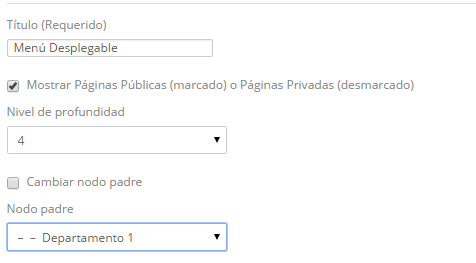 Título (Requerido)
Menú Desplegable
Mostrar Páginas Públicas (marcado) o Páginas Privadas (desmarcado)
Nivel de profundidad
4
Cambiar nodo padre
Nodo padre
– – Departamento 1